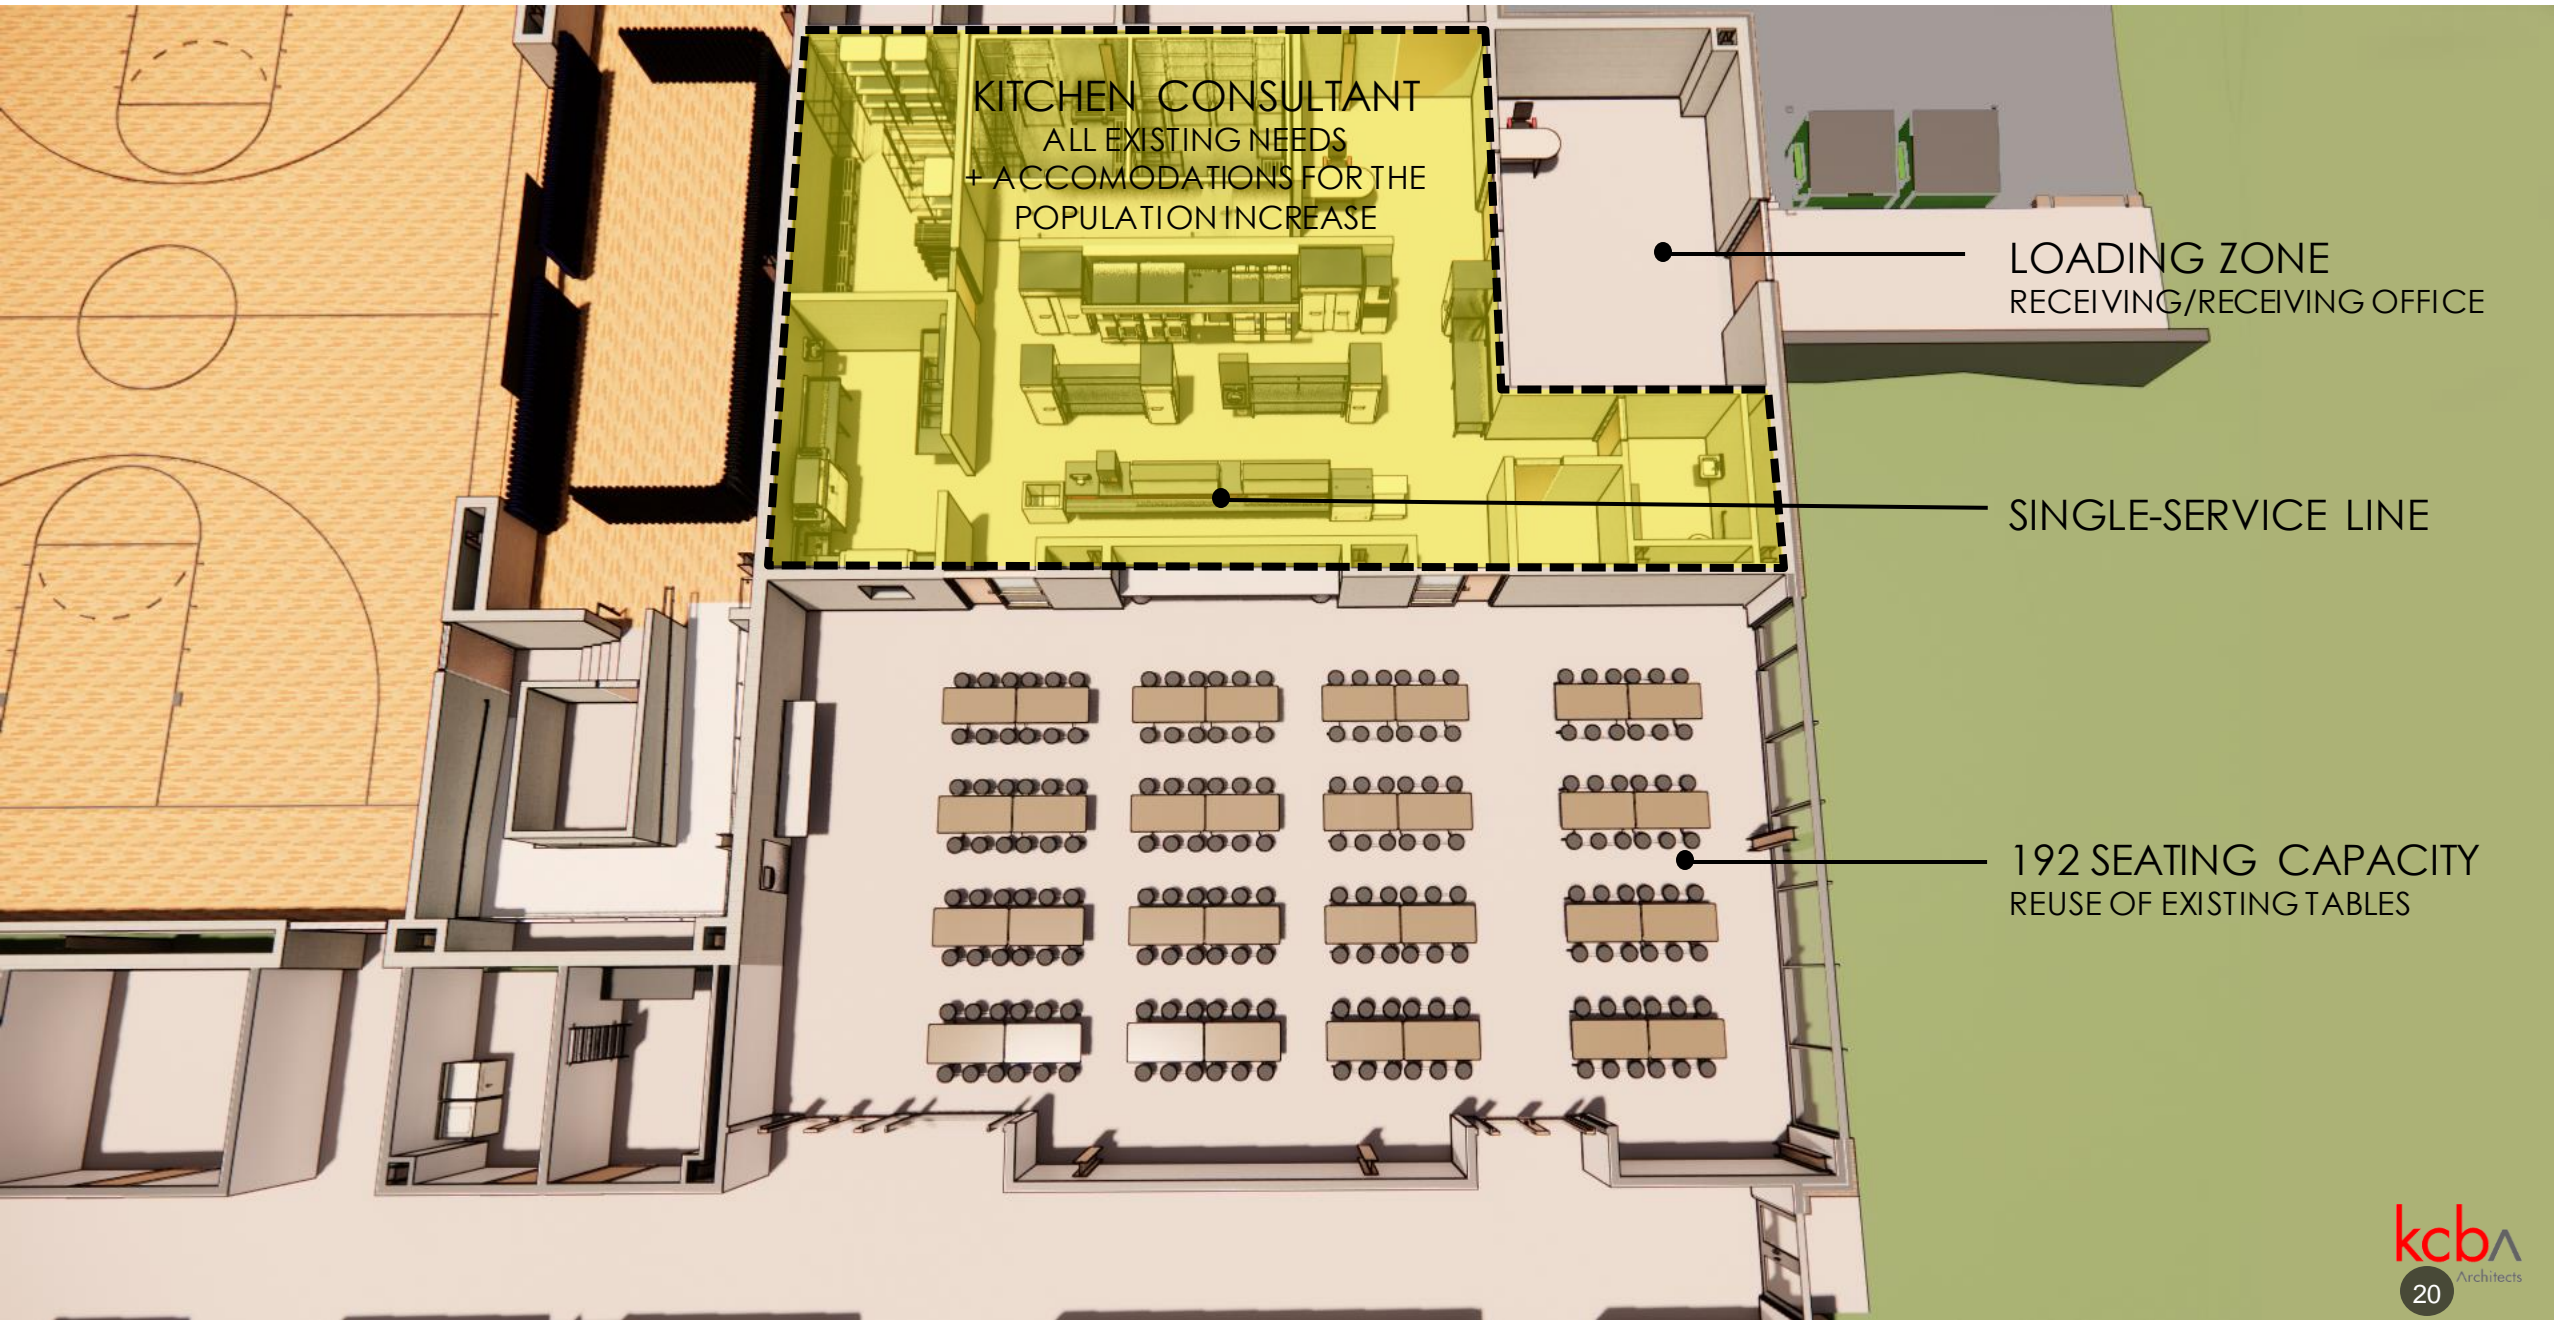 KITCHEN CONSULTANT
ALL EXISTING NEEDS
+ ACCOMODATIONS FOR THE
POPULATION INCREASE
LOADING ZONE
RECEIVING/RECEIVING OFFICE
SINGLE-SERVICE LINE
192 SEATING CAPACITY
REUSE OF EXISTING TABLES
kcba
Architects
20